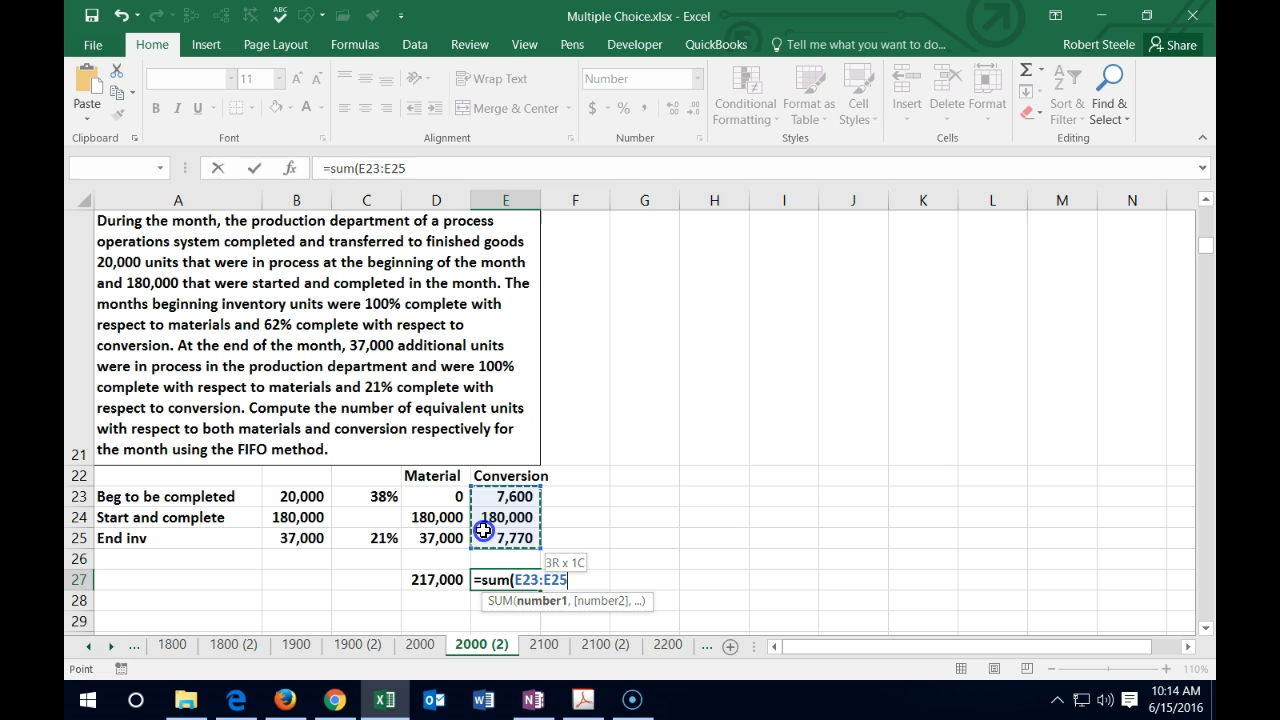 ABC
Multiple Choice.xlsx - Excel
File Home Insert Page Layout Formulas Data Review View Pens Developer QuickBooks Tell me what you want to do... Robert Steele Share
Paste
11
Wrap Text
Merge & Center
Number
Conditional Formatting
Format as Table
Cell Styles
Insert Delete Format
Sort & Filter
Find & Select
Clipboard Font Alignment Number Styles Cells Editing
fx =sum(E23:E25
A B C D E F G H I J K L M N
During the month, the production department of a process
operations system completed and transferred to finished goods
20,000 units that were in process at the beginning of the month
and 180,000 that were started and completed in the month. The
months beginning inventory units were 100% complete with
respect to materials and 62% complete with respect to
conversion. At the end of the month, 37,000 additional units
were in process in the production department and were 100%
complete with respect to materials and 21% complete with
respect to conversion. Compute the number of equivalent units
with respect to both materials and conversion respectively for
21 the month using the FIFO method.
22 Material Conversion
23 Beg to be completed 20,000 38% 0 7,600
24 Start and complete 180,000 180,000 180,000
25 End inv 37,000 21% 37,000 7,770
26 3R x 1C
27 217,000 =sum(E23:E25
28 SUM(number1, [number2], ...)
29
... 1800 1800 (2) 1900 1900 (2) 2000 2000 (2) 2100 2100 (2) 2200 ...
Point 110%
10:14 AM
6/15/2016